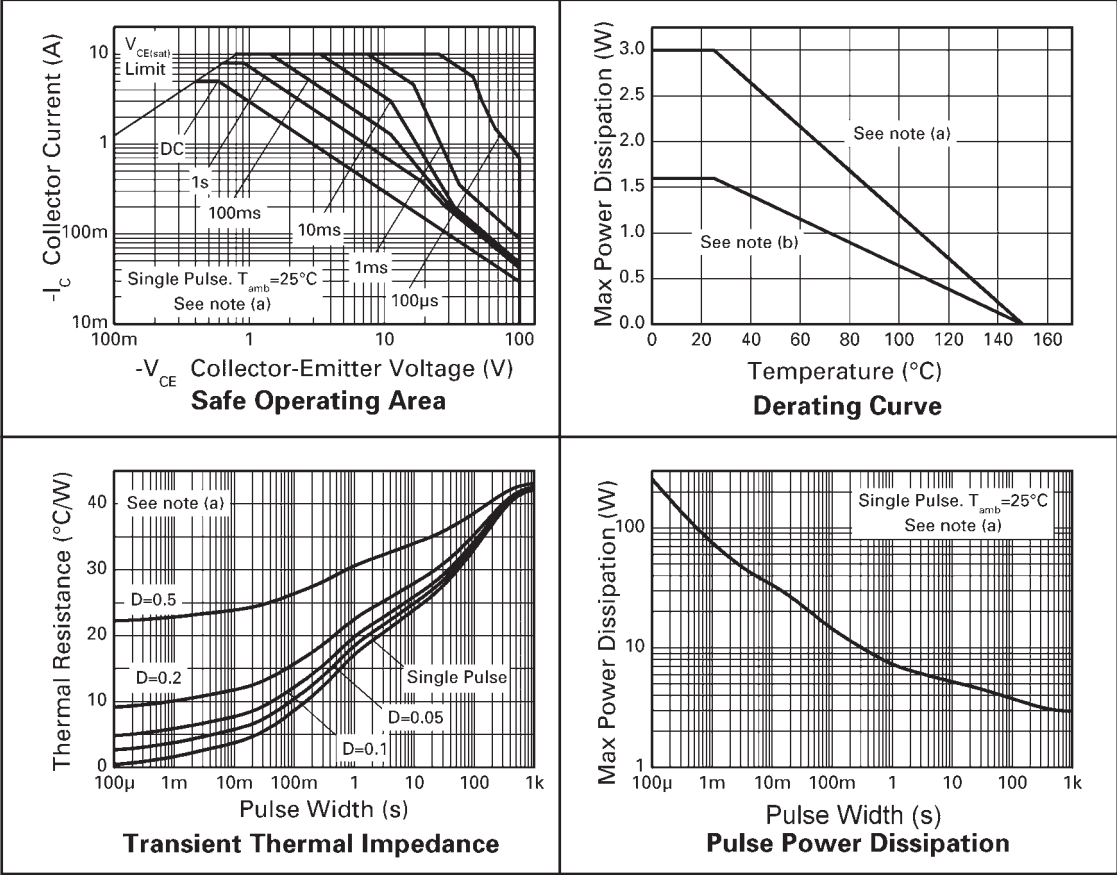 -I_C Collector Current (A)
10
1
100m
10m
V_CE(sat)
Limit
DC
1s
100ms
10ms
1ms
100µs
Single Pulse. T_amb=25°C
See note (a)
100m 1 10 100
-V_CE Collector-Emitter Voltage (V)
Safe Operating Area
Max Power Dissipation (W)
3.0
2.5
2.0
1.5
1.0
0.5
0.0
See note (a)
See note (b)
0 20 40 60 80 100 120 140 160
Temperature (°C)
Derating Curve
Thermal Resistance (°C/W)
40
30
20
10
0
See note (a)
D=0.5
D=0.2
Single Pulse
D=0.05
D=0.1
100µ 1m 10m 100m 1 10 100 1k
Pulse Width (s)
Transient Thermal Impedance
Max Power Dissipation (W)
100
10
1
Single Pulse. T_amb=25°C
See note (a)
100µ 1m 10m 100m 1 10 100 1k
Pulse Width (s)
Pulse Power Dissipation